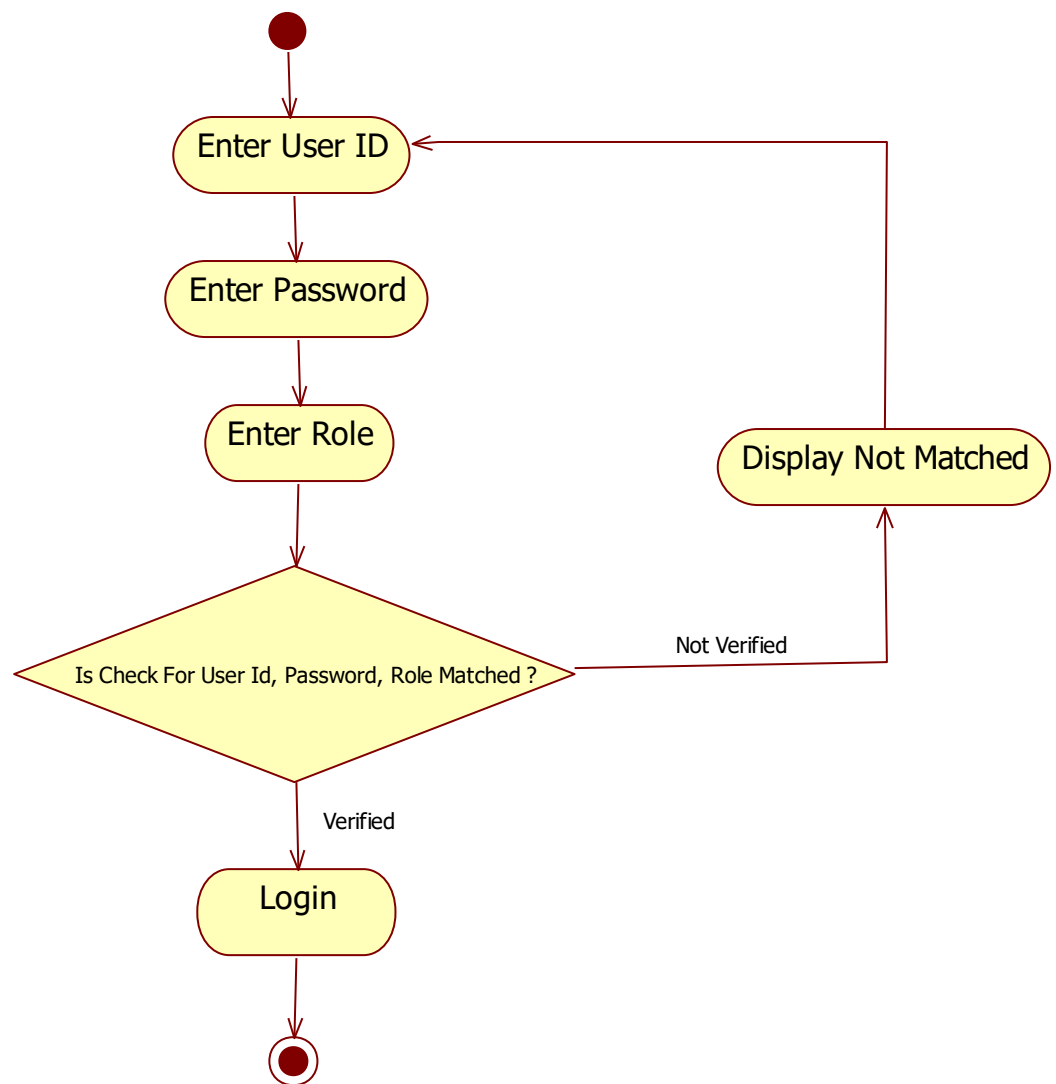 Enter User ID
Enter Password
Enter Role
Display Not Matched
Not Verified
Is Check For User Id, Password, Role Matched ?
Verified
Login